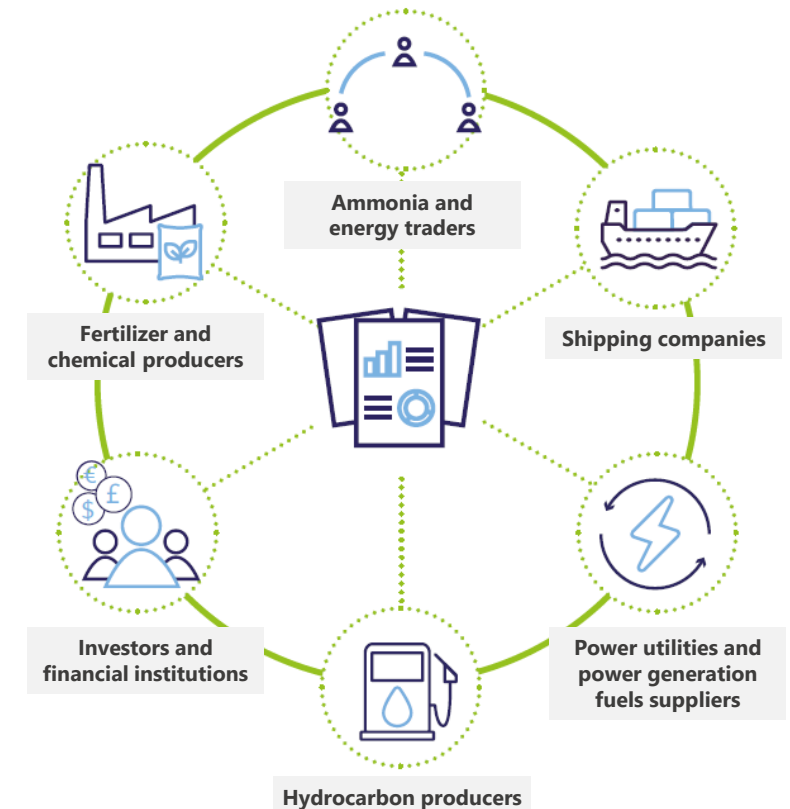 Ammonia and
energy traders
Fertilizer and
chemical producers
Shipping companies
€
$
£
Investors and
financial institutions
Power utilities and
power generation
fuels suppliers
Hydrocarbon producers